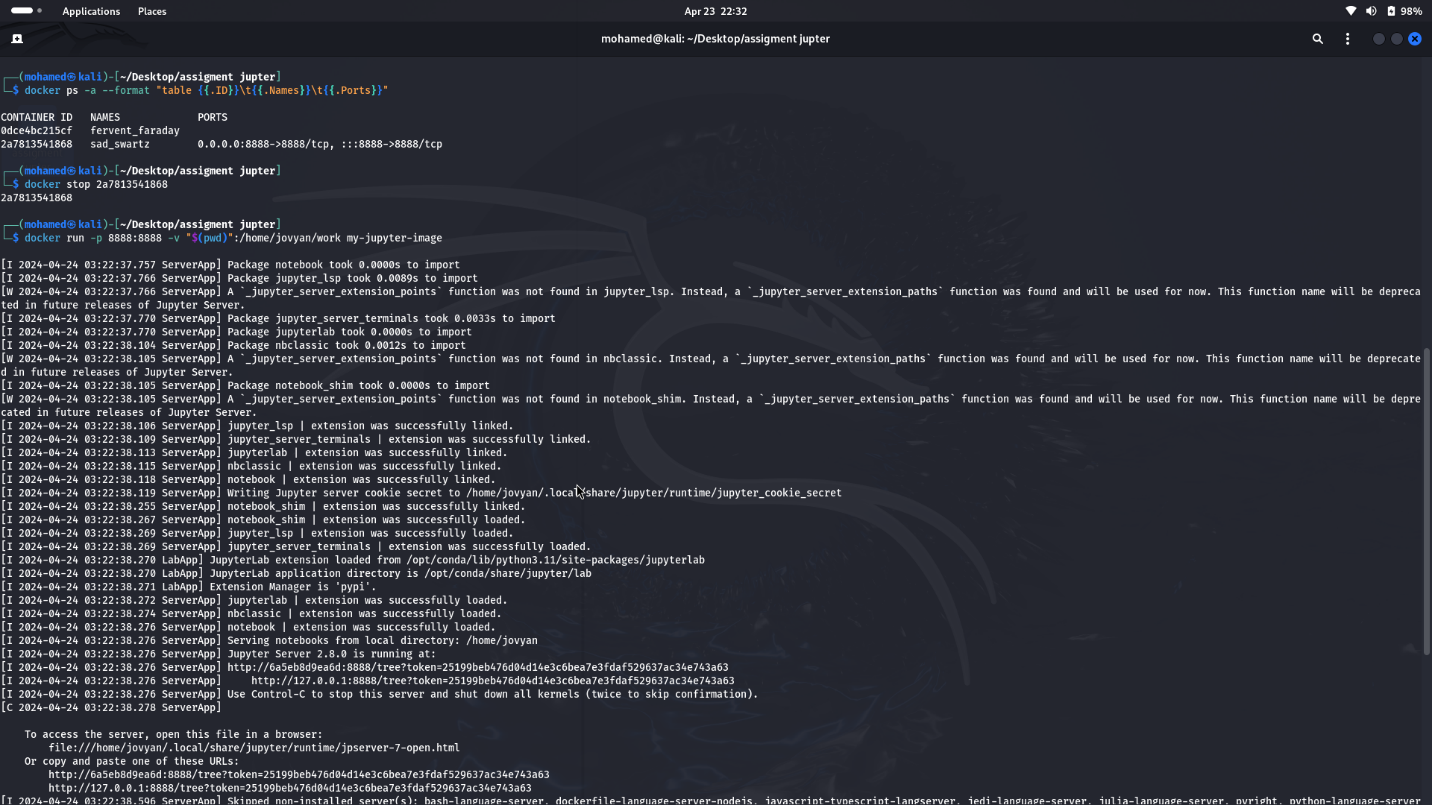 Applications Places
Apr 23 22:32
98%
mohamed@kali: ~/Desktop/assigment jupter
┌──(mohamed㉿kali)-[~/Desktop/assigment jupter]
└─$ docker ps -a --format "table {{.ID}}\t{{.Names}}\t{{.Ports}}"
CONTAINER ID   NAMES             PORTS
0dce4bc215cf   fervent_faraday
2a7813541868   sad_swartz        0.0.0.0:8888->8888/tcp, :::8888->8888/tcp
┌──(mohamed㉿kali)-[~/Desktop/assigment jupter]
└─$ docker stop 2a7813541868
2a7813541868
┌──(mohamed㉿kali)-[~/Desktop/assigment jupter]
└─$ docker run -p 8888:8888 -v "$(pwd)":/home/jovyan/work my-jupyter-image
[I 2024-04-24 03:22:37.757 ServerApp] Package notebook took 0.0000s to import
[I 2024-04-24 03:22:37.766 ServerApp] Package jupyter_lsp took 0.0089s to import
[W 2024-04-24 03:22:37.766 ServerApp] A `_jupyter_server_extension_points` function was not found in jupyter_lsp. Instead, a `_jupyter_server_extension_paths` function was found and will be used for now. This function name will be depreca
ted in future releases of Jupyter Server.
[I 2024-04-24 03:22:37.770 ServerApp] Package jupyter_server_terminals took 0.0033s to import
[I 2024-04-24 03:22:37.770 ServerApp] Package jupyterlab took 0.0000s to import
[I 2024-04-24 03:22:38.104 ServerApp] Package nbclassic took 0.0012s to import
[W 2024-04-24 03:22:38.105 ServerApp] A `_jupyter_server_extension_points` function was not found in nbclassic. Instead, a `_jupyter_server_extension_paths` function was found and will be used for now. This function name will be deprecate
d in future releases of Jupyter Server.
[I 2024-04-24 03:22:38.105 ServerApp] Package notebook_shim took 0.0000s to import
[W 2024-04-24 03:22:38.105 ServerApp] A `_jupyter_server_extension_points` function was not found in notebook_shim. Instead, a `_jupyter_server_extension_paths` function was found and will be used for now. This function name will be depre
cated in future releases of Jupyter Server.
[I 2024-04-24 03:22:38.106 ServerApp] jupyter_lsp | extension was successfully linked.
[I 2024-04-24 03:22:38.109 ServerApp] jupyter_server_terminals | extension was successfully linked.
[I 2024-04-24 03:22:38.113 ServerApp] jupyterlab | extension was successfully linked.
[I 2024-04-24 03:22:38.115 ServerApp] nbclassic | extension was successfully linked.
[I 2024-04-24 03:22:38.118 ServerApp] notebook | extension was successfully linked.
[I 2024-04-24 03:22:38.119 ServerApp] Writing Jupyter server cookie secret to /home/jovyan/.local/share/jupyter/runtime/jupyter_cookie_secret
[I 2024-04-24 03:22:38.255 ServerApp] notebook_shim | extension was successfully linked.
[I 2024-04-24 03:22:38.267 ServerApp] notebook_shim | extension was successfully loaded.
[I 2024-04-24 03:22:38.269 ServerApp] jupyter_lsp | extension was successfully loaded.
[I 2024-04-24 03:22:38.269 ServerApp] jupyter_server_terminals | extension was successfully loaded.
[I 2024-04-24 03:22:38.270 LabApp] JupyterLab extension loaded from /opt/conda/lib/python3.11/site-packages/jupyterlab
[I 2024-04-24 03:22:38.270 LabApp] JupyterLab application directory is /opt/conda/share/jupyter/lab
[I 2024-04-24 03:22:38.271 LabApp] Extension Manager is 'pypi'.
[I 2024-04-24 03:22:38.272 ServerApp] jupyterlab | extension was successfully loaded.
[I 2024-04-24 03:22:38.274 ServerApp] nbclassic | extension was successfully loaded.
[I 2024-04-24 03:22:38.276 ServerApp] notebook | extension was successfully loaded.
[I 2024-04-24 03:22:38.276 ServerApp] Serving notebooks from local directory: /home/jovyan
[I 2024-04-24 03:22:38.276 ServerApp] Jupyter Server 2.8.0 is running at:
[I 2024-04-24 03:22:38.276 ServerApp] http://6a5eb8d9ea6d:8888/tree?token=25199beb476d04d14e3c6bea7e3fdaf529637ac34e743a63
[I 2024-04-24 03:22:38.276 ServerApp]     http://127.0.0.1:8888/tree?token=25199beb476d04d14e3c6bea7e3fdaf529637ac34e743a63
[I 2024-04-24 03:22:38.276 ServerApp] Use Control-C to stop this server and shut down all kernels (twice to skip confirmation).
[C 2024-04-24 03:22:38.278 ServerApp]
To access the server, open this file in a browser:
file:///home/jovyan/.local/share/jupyter/runtime/jpserver-7-open.html
Or copy and paste one of these URLs:
http://6a5eb8d9ea6d:8888/tree?token=25199beb476d04d14e3c6bea7e3fdaf529637ac34e743a63
http://127.0.0.1:8888/tree?token=25199beb476d04d14e3c6bea7e3fdaf529637ac34e743a63
[I 2024-04-24 03:22:38.596 ServerApp] Skipped non-installed server(s): bash-language-server, dockerfile-language-server-nodejs, javascript-typescript-langserver, jedi-language-server, julia-language-server, pyright, python-language-server